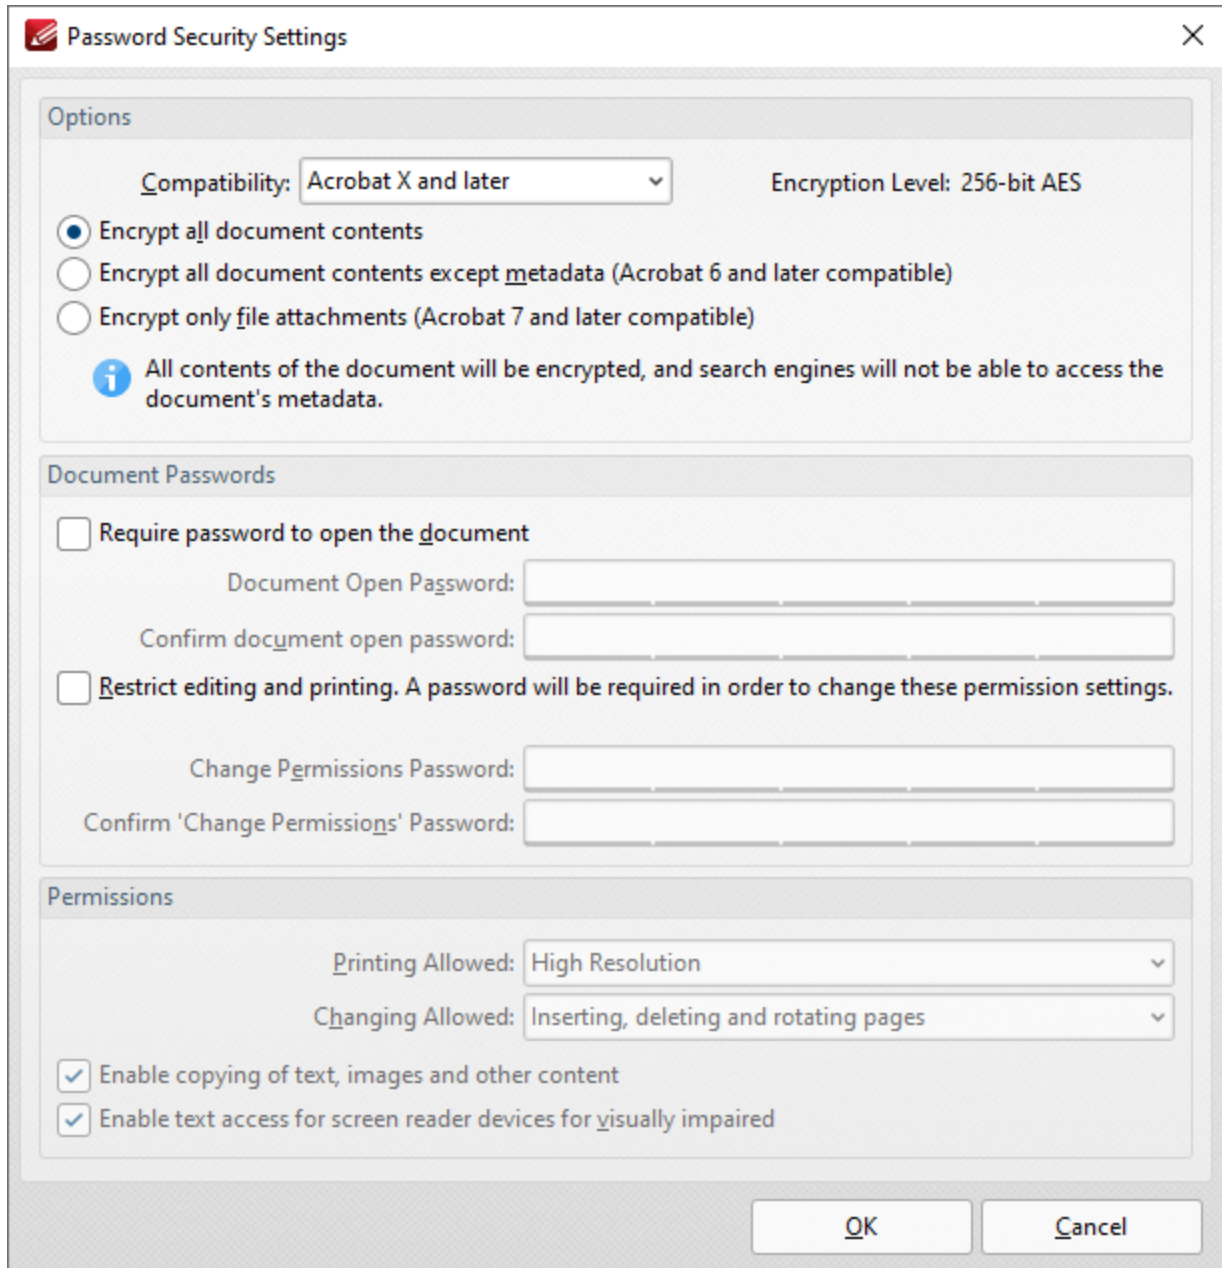 Password Security Settings
Options
Compatibility: Acrobat X and later Encryption Level: 256-bit AES
Encrypt all document contents
Encrypt all document contents except metadata (Acrobat 6 and later compatible)
Encrypt only file attachments (Acrobat 7 and later compatible)
All contents of the document will be encrypted, and search engines will not be able to access the
document's metadata.
Document Passwords
Require password to open the document
Document Open Password:
Confirm document open password:
Restrict editing and printing. A password will be required in order to change these permission settings.
Change Permissions Password:
Confirm 'Change Permissions' Password:
Permissions
Printing Allowed: High Resolution
Changing Allowed: Inserting, deleting and rotating pages
Enable copying of text, images and other content
Enable text access for screen reader devices for visually impaired
OK Cancel